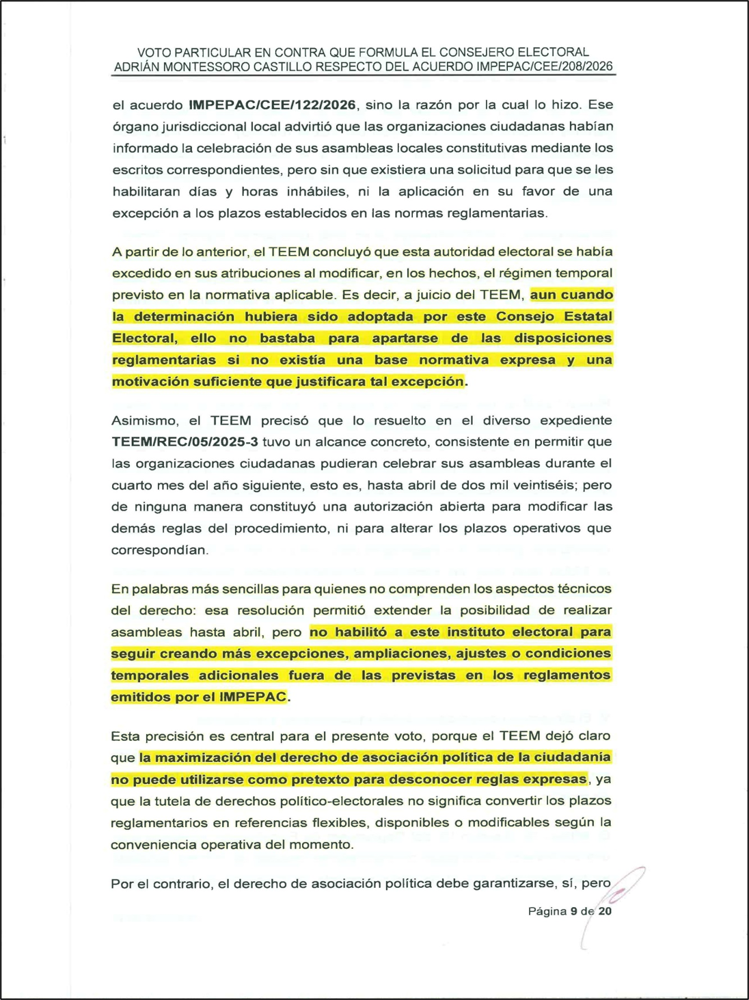 VOTO PARTICULAR EN CONTRA QUE FORMULA EL CONSEJERO ELECTORAL
ADRIÁN MONTESSORO CASTILLO RESPECTO DEL ACUERDO IMPEPAC/CEE/208/2026
el acuerdo IMPEPAC/CEE/122/2026, sino la razón por la cual lo hizo. Ese
órgano jurisdiccional local advirtió que las organizaciones ciudadanas habían
informado la celebración de sus asambleas locales constitutivas mediante los
escritos correspondientes, pero sin que existiera una solicitud para que se les
habilitaran días y horas inhábiles, ni la aplicación en su favor de una
excepción a los plazos establecidos en las normas reglamentarias.
A partir de lo anterior, el TEEM concluyó que esta autoridad electoral se había
excedido en sus atribuciones al modificar, en los hechos, el régimen temporal
previsto en la normativa aplicable. Es decir, a juicio del TEEM, aun cuando
la determinación hubiera sido adoptada por este Consejo Estatal
Electoral, ello no bastaba para apartarse de las disposiciones
reglamentarias si no existía una base normativa expresa y una
motivación suficiente que justificara tal excepción.
Asimismo, el TEEM precisó que lo resuelto en el diverso expediente
TEEM/REC/05/2025-3 tuvo un alcance concreto, consistente en permitir que
las organizaciones ciudadanas pudieran celebrar sus asambleas durante el
cuarto mes del año siguiente, esto es, hasta abril de dos mil veintiséis; pero
de ninguna manera constituyó una autorización abierta para modificar las
demás reglas del procedimiento, ni para alterar los plazos operativos que
correspondían.
En palabras más sencillas para quienes no comprenden los aspectos técnicos
del derecho: esa resolución permitió extender la posibilidad de realizar
asambleas hasta abril, pero no habilitó a este instituto electoral para
seguir creando más excepciones, ampliaciones, ajustes o condiciones
temporales adicionales fuera de las previstas en los reglamentos
emitidos por el IMPEPAC.
Esta precisión es central para el presente voto, porque el TEEM dejó claro
que la maximización del derecho de asociación política de la ciudadanía
no puede utilizarse como pretexto para desconocer reglas expresas, ya
que la tutela de derechos político-electorales no significa convertir los plazos
reglamentarios en referencias flexibles, disponibles o modificables según la
conveniencia operativa del momento.
Por el contrario, el derecho de asociación política debe garantizarse, sí, pero
Página 9 de 20